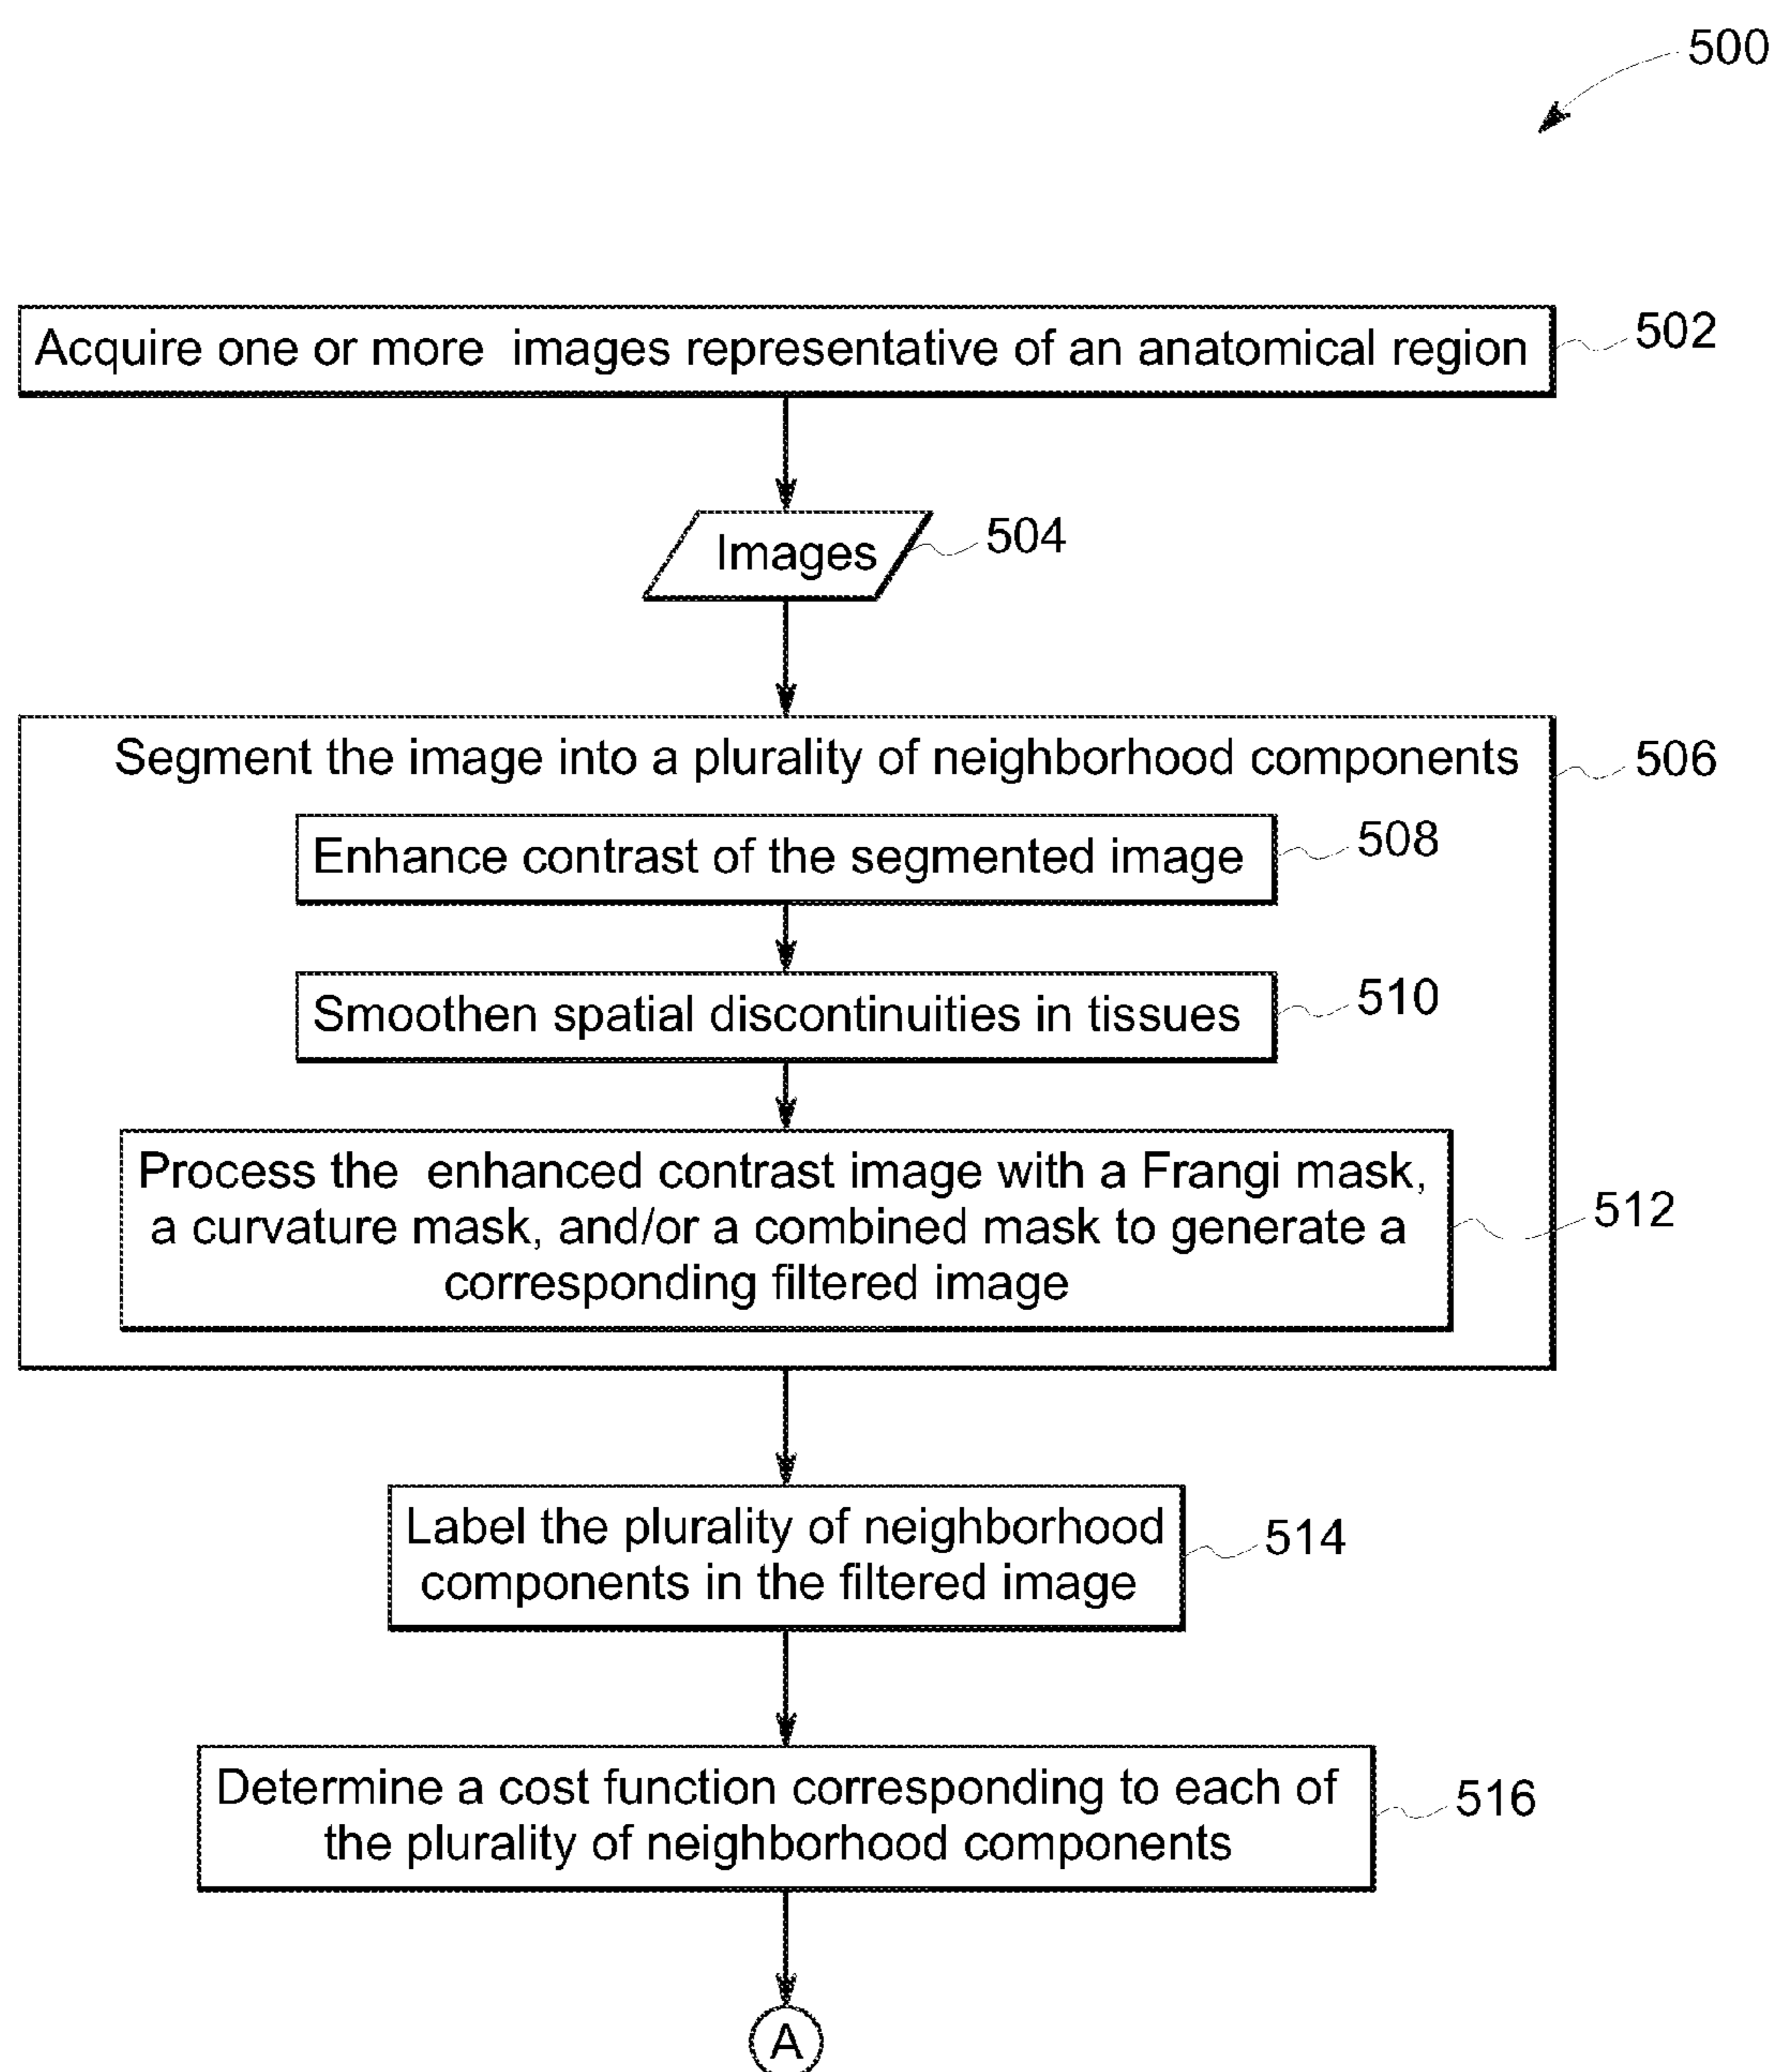 500
Acquire one or more images representative of an anatomical region
502
Images
504
Segment the image into a plurality of neighborhood components
506
Enhance contrast of the segmented image
508
Smoothen spatial discontinuities in tissues
510
Process the enhanced contrast image with a Frangi mask,
a curvature mask, and/or a combined mask to generate a
corresponding filtered image
512
Label the plurality of neighborhood
components in the filtered image
514
Determine a cost function corresponding to each of
the plurality of neighborhood components
516
A